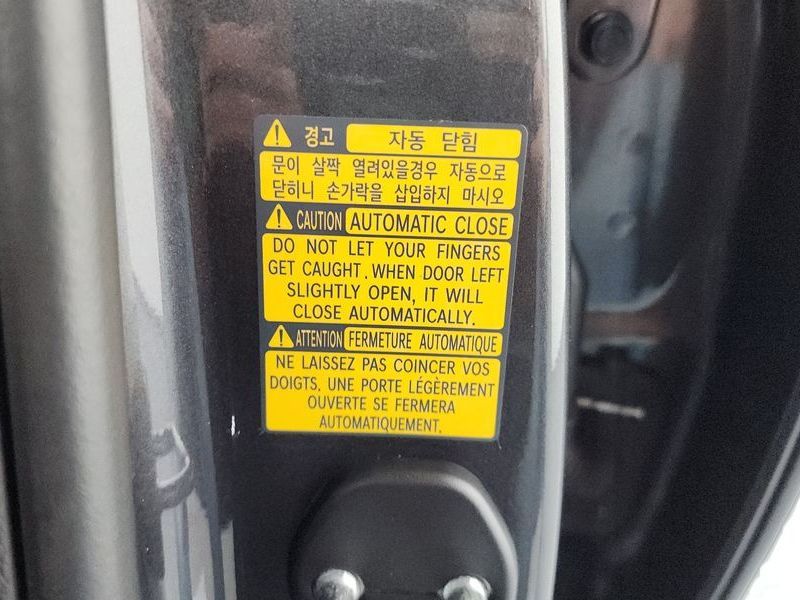 경고 자동 닫힘
문이 살짝 열려있을경우 자동으로
닫히니 손가락을 삽입하지 마시오
CAUTION AUTOMATIC CLOSE
DO NOT LET YOUR FINGERS
GET CAUGHT. WHEN DOOR LEFT
SLIGHTLY OPEN, IT WILL
CLOSE AUTOMATICALLY.
ATTENTION FERMETURE AUTOMATIQUE
NE LAISSEZ PAS COINCER VOS
DOIGTS. UNE PORTE LÉGÈREMENT
OUVERTE SE FERMERA
AUTOMATIQUEMENT.